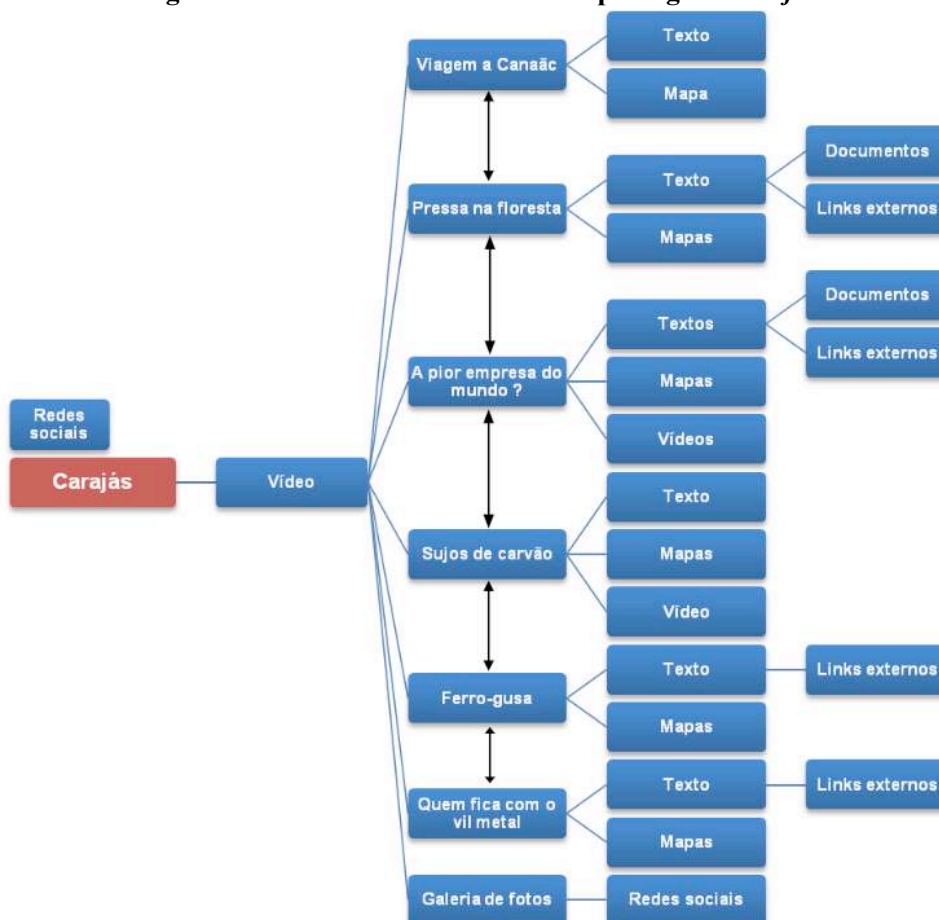 Viagem a Canaãc
Texto
Mapa
Pressa na floresta
Texto
Documentos
Links externos
Mapas
A pior empresa do
mundo ?
Textos
Documentos
Links externos
Mapas
Vídeos
Redes
sociais
Carajás
Vídeo
Sujos de carvão
Texto
Mapas
Vídeo
Ferro-gusa
Texto
Links externos
Mapas
Quem fica com o
vil metal
Texto
Links externos
Mapas
Galeria de fotos
Redes sociais